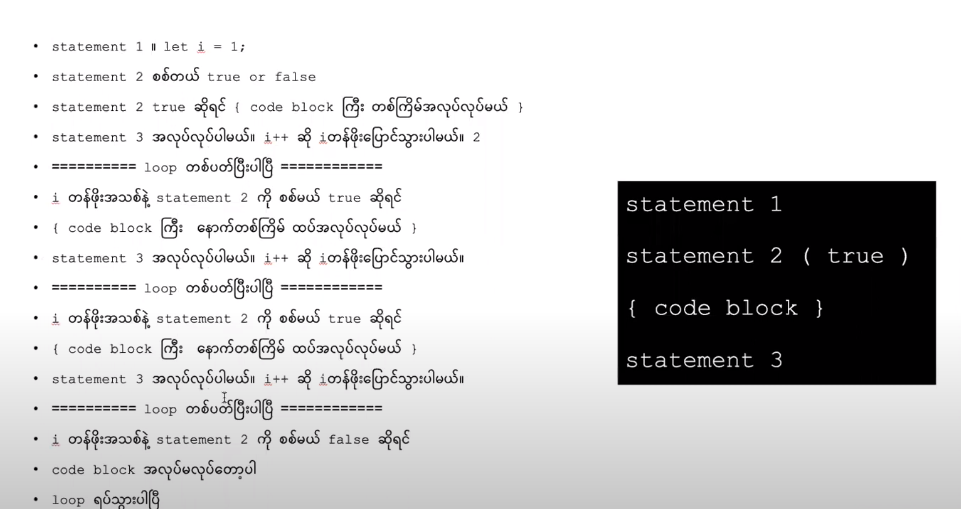 • statement 1 ။ let i = 1;
• statement 2 စစ်တယ် true or false
• statement 2 true ဆိုရင် { code block ကြီး တစ်ကြိမ်အလုပ်လုပ်မယ် }
• statement 3 အလုပ်လုပ်ပါမယ်။ i++ ဆို iတန်ဖိုးပြောင်သွားပါမယ်။ 2
• ========== loop တစ်ပတ်ပြီးပါပြီ ============
• i တန်ဖိုးအသစ်နဲ့ statement 2 ကို စစ်မယ် true ဆိုရင်
• { code block ကြီး နောက်တစ်ကြိမ် ထပ်အလုပ်လုပ်မယ် }
• statement 3 အလုပ်လုပ်ပါမယ်။ i++ ဆို iတန်ဖိုးပြောင်သွားပါမယ်။
• ========== loop တစ်ပတ်ပြီးပါပြီ ============
• i တန်ဖိုးအသစ်နဲ့ statement 2 ကို စစ်မယ် true ဆိုရင်
• { code block ကြီး နောက်တစ်ကြိမ် ထပ်အလုပ်လုပ်မယ် }
• statement 3 အလုပ်လုပ်ပါမယ်။ i++ ဆို iတန်ဖိုးပြောင်သွားပါမယ်။
• ========== loop တစ်ပတ်ပြီးပါပြီ ============
• i တန်ဖိုးအသစ်နဲ့ statement 2 ကို စစ်မယ် false ဆိုရင်
• code block အလုပ်မလုပ်တော့ပါ
• loop ရပ်သွားပါပြီ
statement 1
statement 2 ( true )
{ code block }
statement 3